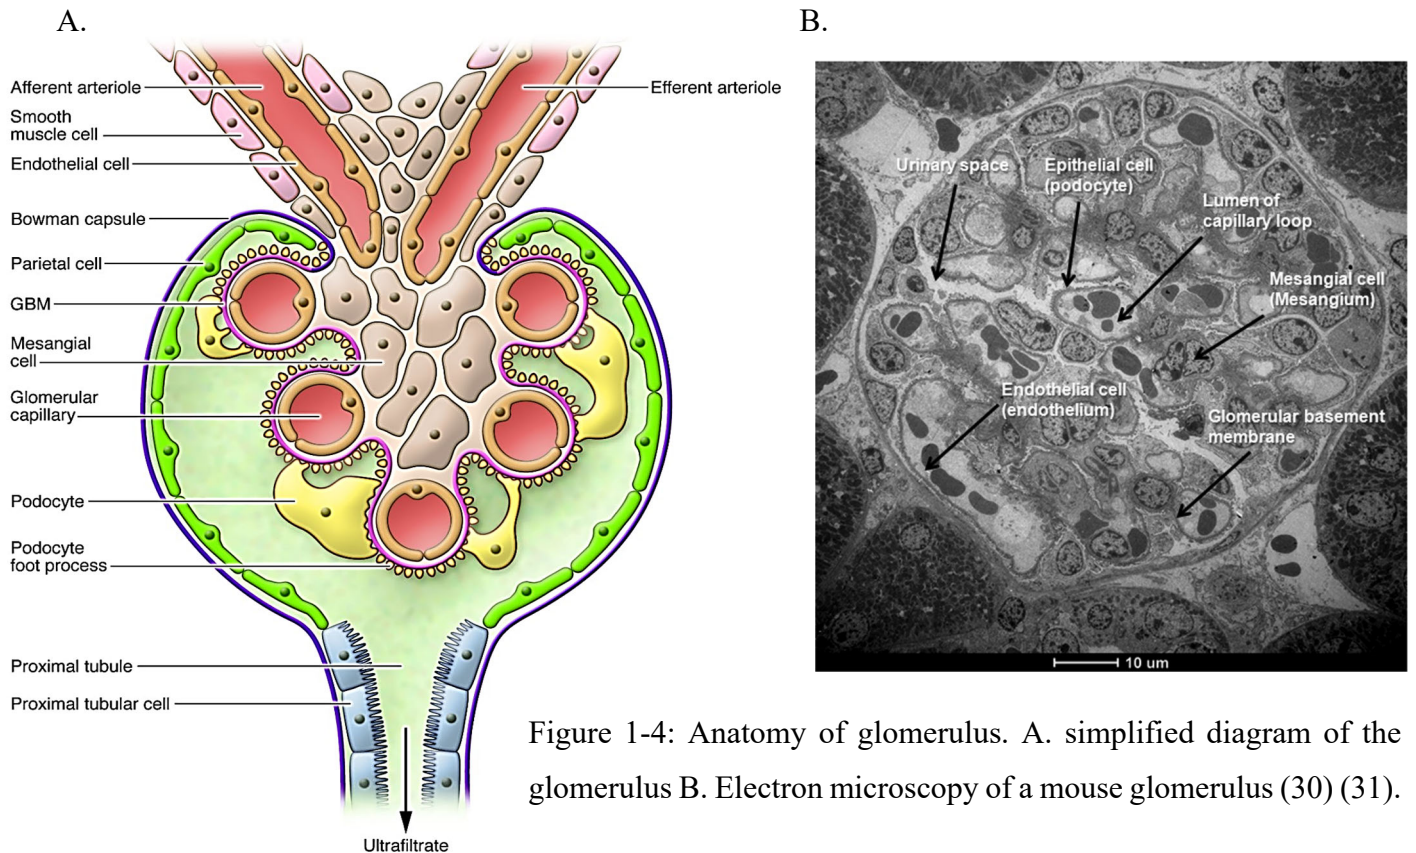 A.
Afferent arteriole
Smooth
muscle cell
Endothelial cell
Bowman capsule
Parietal cell
GBM
Mesangial
cell
Glomerular
capillary
Podocyte
Podocyte
foot process
Proximal tubule
Proximal tubular cell
Efferent arteriole
Ultrafiltrate
B.
Urinary space
Epithelial cell
(podocyte)
Lumen of
capillary loop
Mesangial cell
(Mesangium)
Endothelial cell
(endothelium)
Glomerular basement
membrane
10 um
Figure 1-4: Anatomy of glomerulus. A. simplified diagram of the
glomerulus B. Electron microscopy of a mouse glomerulus (30) (31).